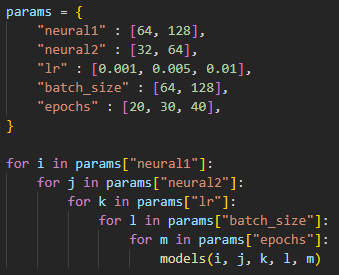 params = {
    "neural1" : [64, 128],
    "neural2" : [32, 64],
    "lr" : [0.001, 0.005, 0.01],
    "batch_size" : [64, 128],
    "epochs" : [20, 30, 40],
}

for i in params["neural1"]:
    for j in params["neural2"]:
        for k in params["lr"]:
            for l in params["batch_size"]:
                for m in params["epochs"]:
                    models(i, j, k, l, m)